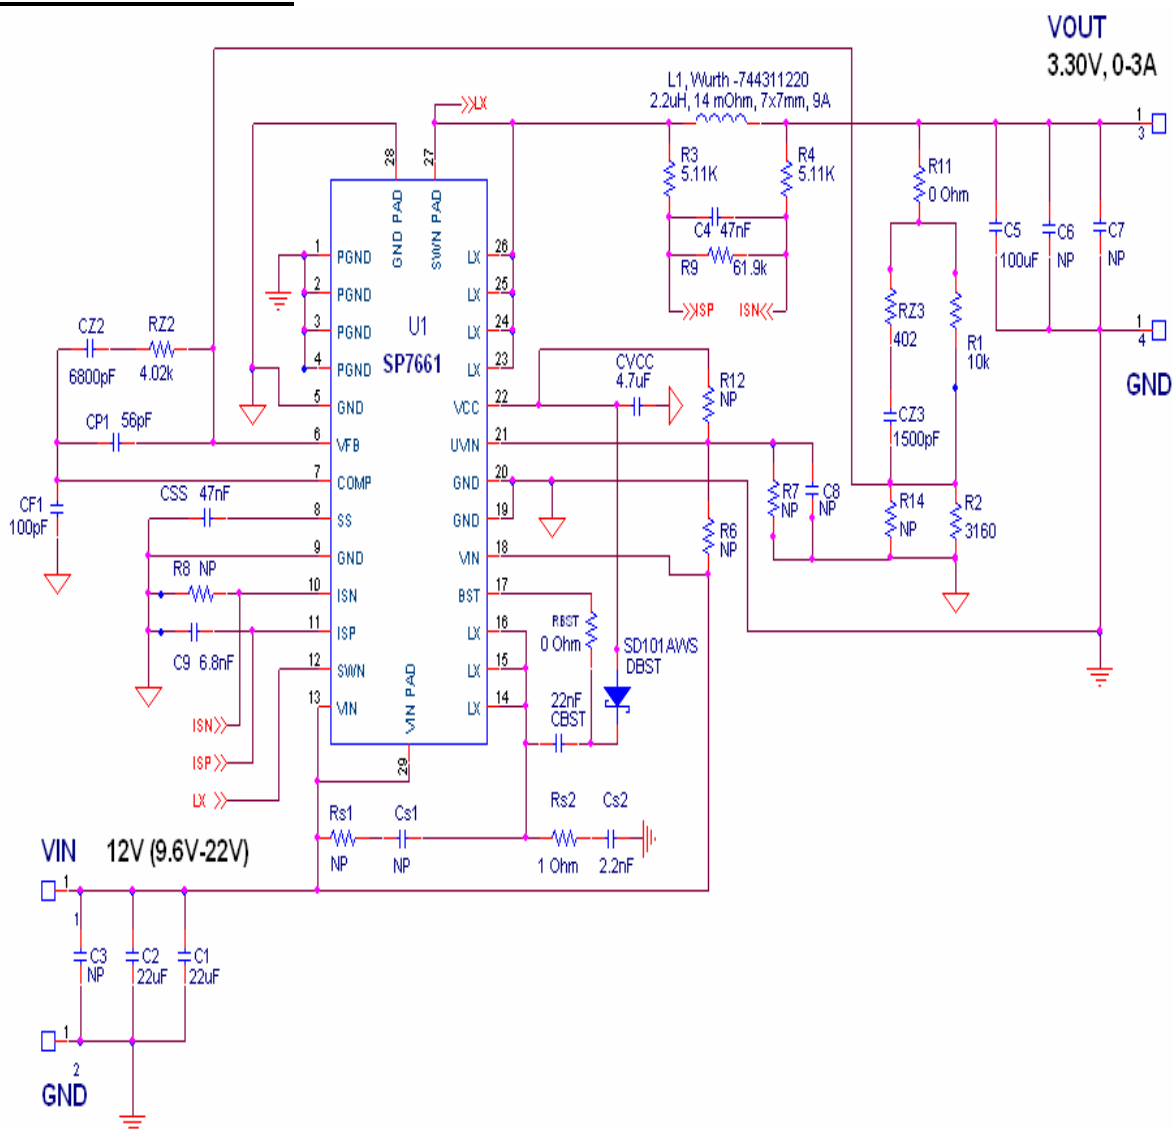 VOUT
3.30V, 0-3A
L1, Wurth -744311220
2.2uH, 14 mOhm, 7x7mm, 9A
LX
1
3
28
27
R3
5.11K
R4
5.11K
R11
0 Ohm
GND PAD
SWN PAD
C4 47nF
R9 61.9k
ISP
ISN
C5
100uF
C6
NP
C7
NP
1
4
GND
1 PGND
2 PGND
3 PGND
4 PGND
5 GND
6 VFB
7 COMP
8 SS
9 GND
10 ISN
11 ISP
12 SWN
13 VIN
U1
SP7661
LX 26
LX 25
LX 24
LX 23
VCC 22
UVIN 21
GND 20
GND 19
VIN 18
BST 17
LX 16
LX 15
LX 14
VIN PAD
29
CZ2
6800pF
RZ2
4.02k
CP1 56pF
CF1
100pF
CSS 47nF
R8 NP
C9 6.8nF
ISN
ISP
LX
CVCC
4.7uF
R12
NP
RZ3
402
R1
10k
CZ3
1500pF
R7
NP
C8
NP
R14
NP
R2
3160
R6
NP
RBST
0 Ohm
SD101AWS
DBST
22nF
CBST
Rs1
NP
Cs1
NP
Rs2
1 Ohm
Cs2
2.2nF
VIN 12V (9.6V-22V)
1
1
C3
NP
C2
22uF
C1
22uF
1
2
GND